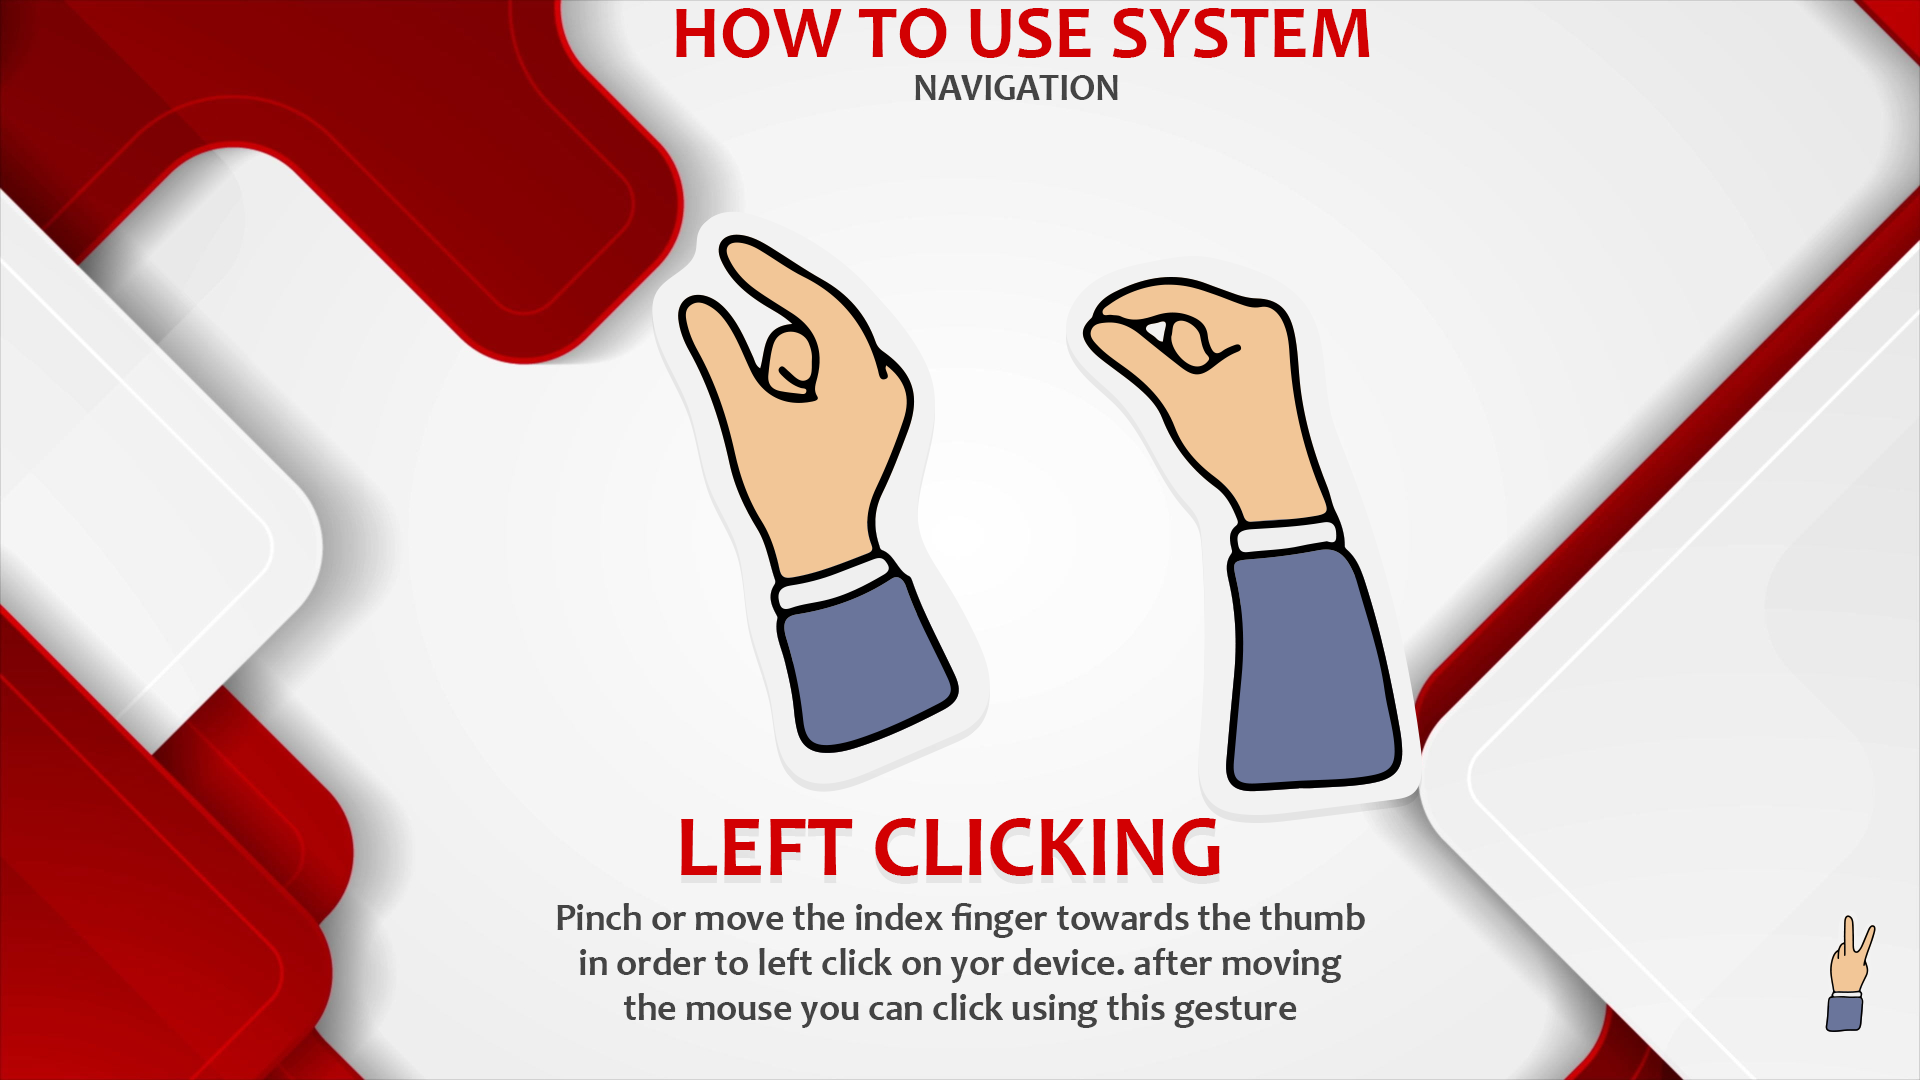 HOW TO USE SYSTEM
NAVIGATION
LEFT CLICKING
Pinch or move the index finger towards the thumb
in order to left click on yor device. after moving
the mouse you can click using this gesture